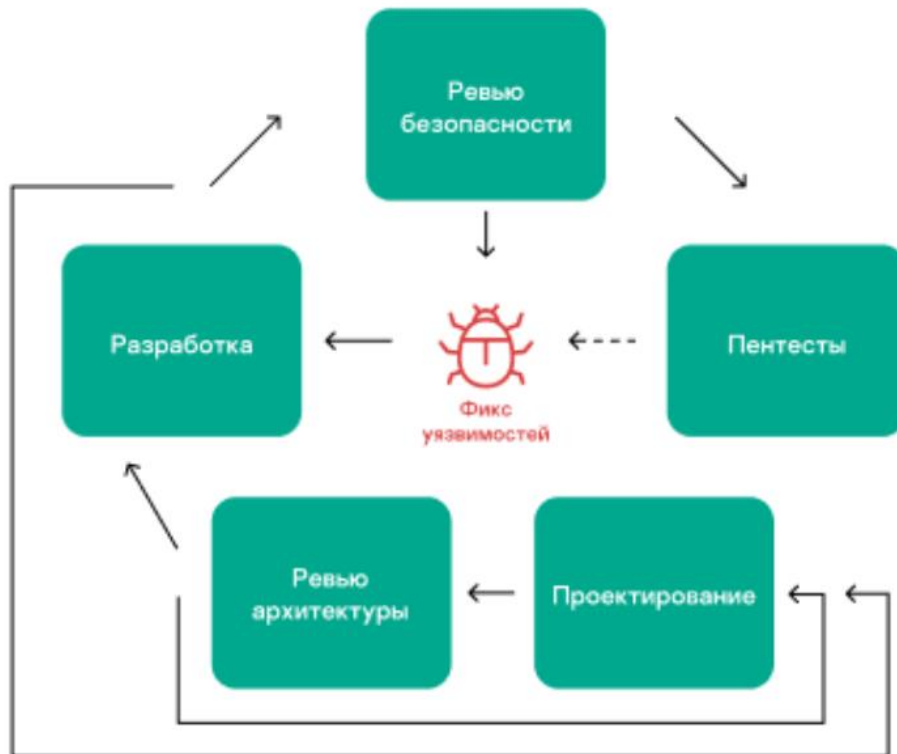 Ревью
безопасности
Разработка
Пентесты
Фикс
уязвимостей
Ревью
архитектуры
Проектирование